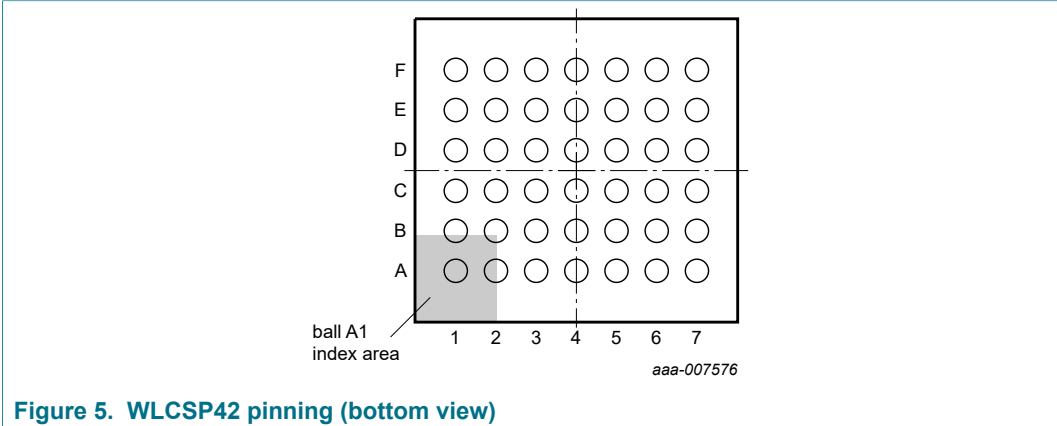 F
E
D
C
B
A
ball A1
index area
1 2 3 4 5 6 7
aaa-007576
Figure 5. WLCSP42 pinning (bottom view)